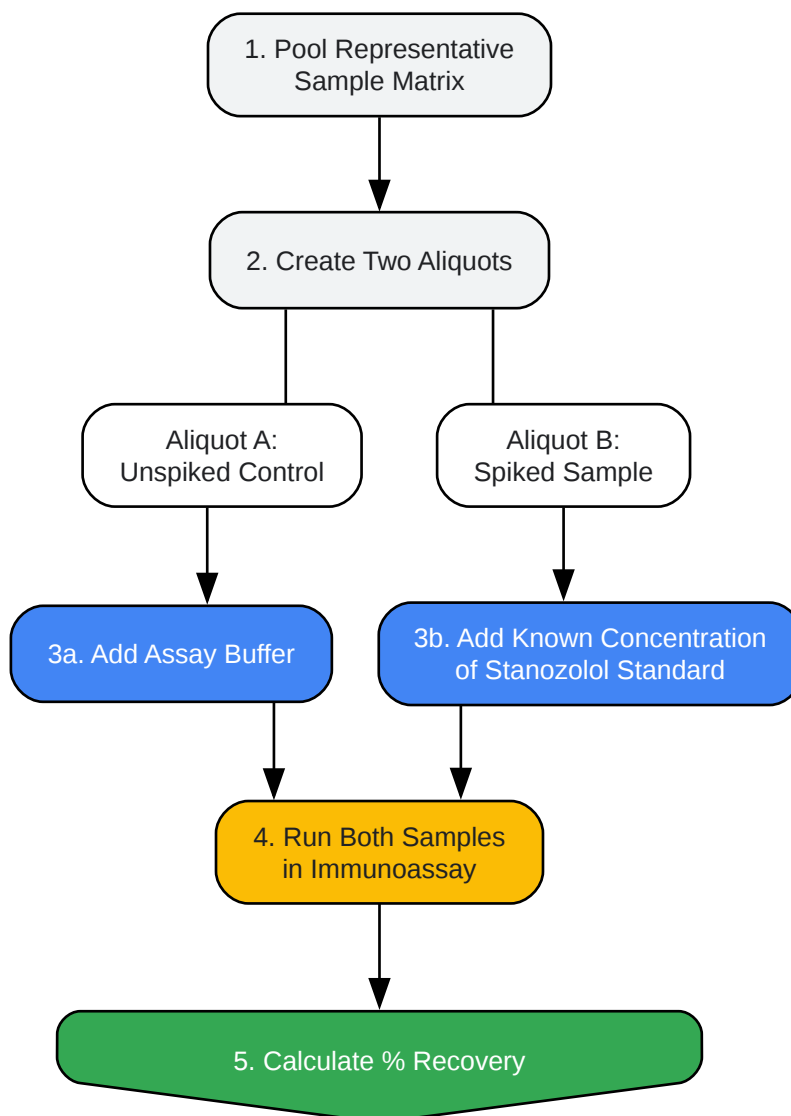 1. Pool Representative
Sample Matrix
2. Create Two Aliquots
Aliquot A:
Unspiked Control
Aliquot B:
Spiked Sample
3a. Add Assay Buffer
3b. Add Known Concentration
of Stanozolol Standard
4. Run Both Samples
in Immunoassay
5. Calculate % Recovery